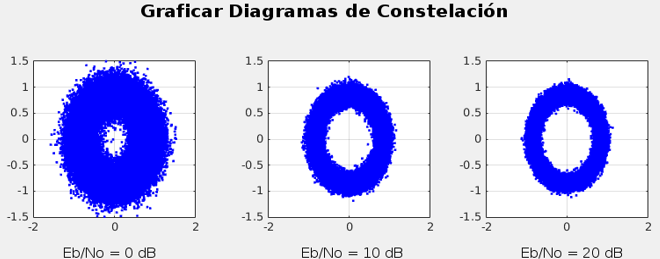 Graficar Diagramas de Constelación
1.5 1.5 1.5
1 1 1
0.5 0.5 0.5
0 0 0
-0.5 -0.5 -0.5
-1 -1 -1
-1.5 -1.5 -1.5
-2 0 2 -2 0 2 -2 0 2
Eb/No = 0 dB Eb/No = 10 dB Eb/No = 20 dB